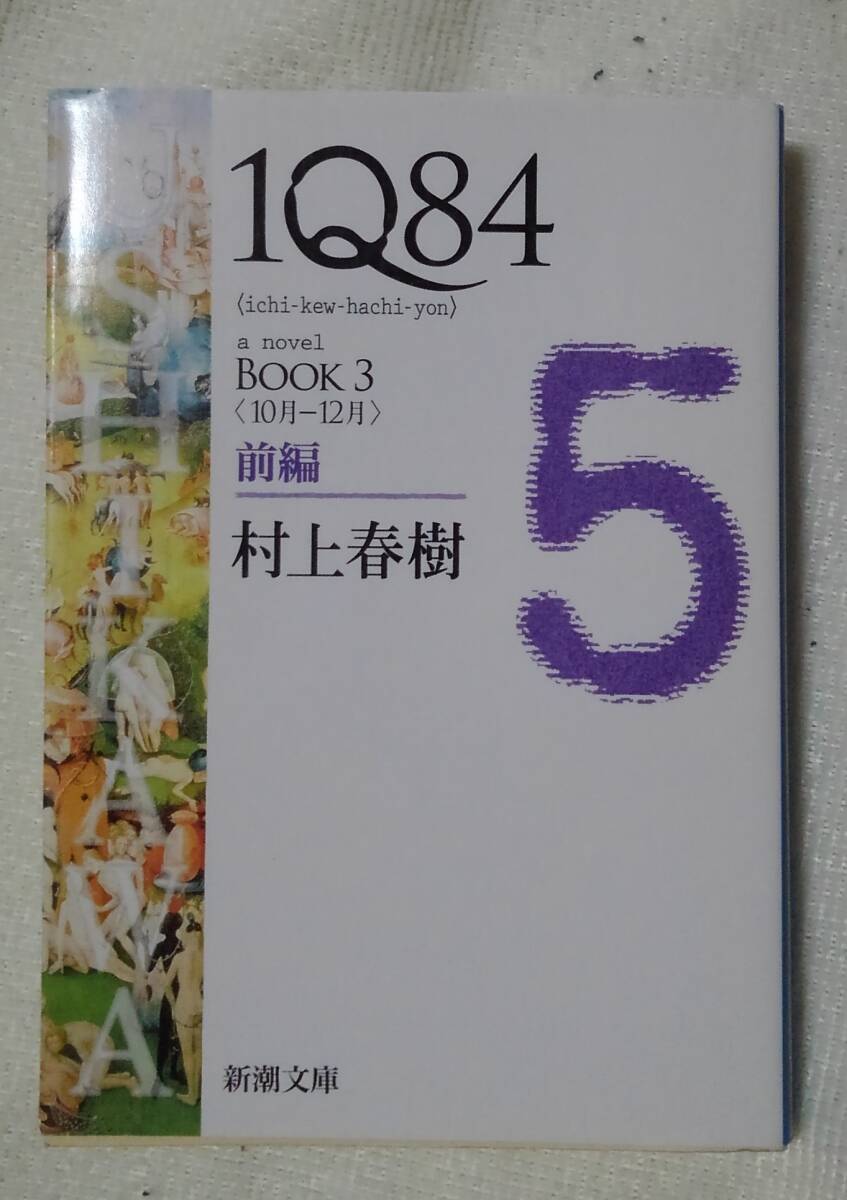 1Q84
〈ichi-kew-hachi-yon〉
a novel
BOOK 3
〈10月−12月〉
前編
村上春樹
5
新潮文庫
USHIKAWA